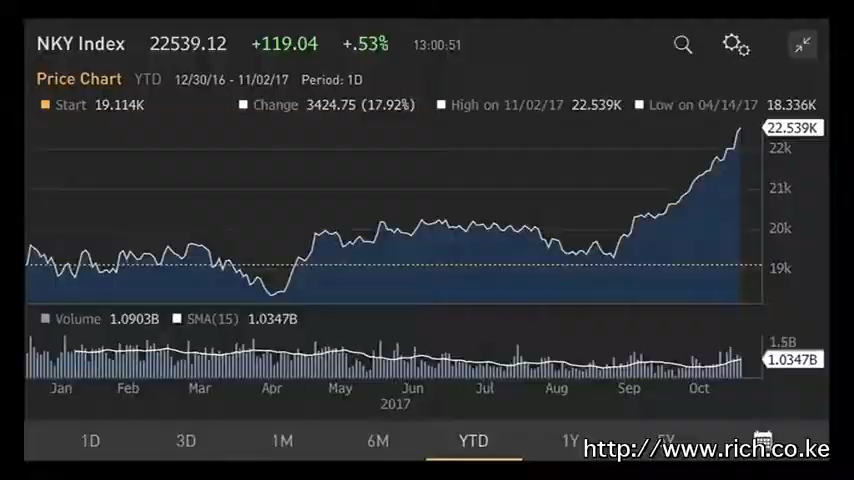 NKY Index 22539.12 +119.04 +.53% 13:00:51
Price Chart YTD 12/30/16 - 11/02/17 Period: 1D
Start 19.114K Change 3424.75 (17.92%) High on 11/02/17 22.539K Low on 04/14/17 18.336K
22.539K
22k
21k
20k
19k
Volume 1.0903B SMA(15) 1.0347B
1.5B
1.0347B
Jan Feb Mar Apr May Jun Jul Aug Sep Oct
2017
1D 3D 1M 6M YTD 1Y 5Y
http://www.rich.co.ke